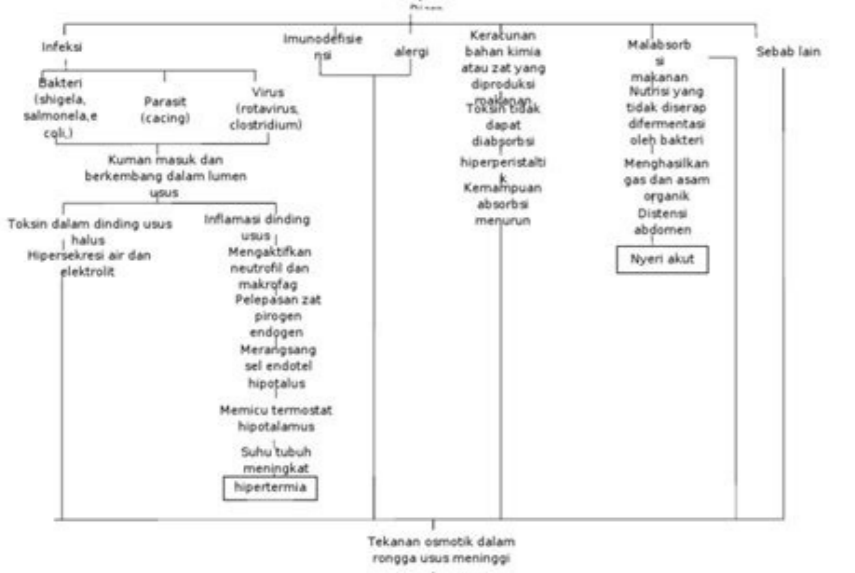 Infeksi
Bakteri
(shigela,
salmonela,e
coli,)
Parasit
(cacing)
Virus
(rotavirus,
clostridium)
Kuman masuk dan
berkembang dalam lumen
usus
Toksin dalam dinding usus
halus
Hipersekresi air dan
elektrolit
Inflamasi dinding
usus
Mengaktifkan
neutrofil dan
makrofag
Pelepasan zat
pirogen
endogen
Merangsang
sel endotel
hipotalus
Memicu termostat
hipotalamus
Suhu tubuh
meningkat
hipertermia
Imunodefisie
nsi
alergi
Keracunan
bahan kimia
atau zat yang
diproduksi
makanan
Toksin tidak
dapat
diabsorbsi
hiperperistalti
k
Kemampuan
absorbsi
menurun
Malabsorb
si
makanan
Nutrisi yang
tidak diserap
difermentasi
oleh bakteri
Menghasilkan
gas dan asam
organik
Distensi
abdomen
Nyeri akut
Sebab lain
Tekanan osmotik dalam
rongga usus meninggi